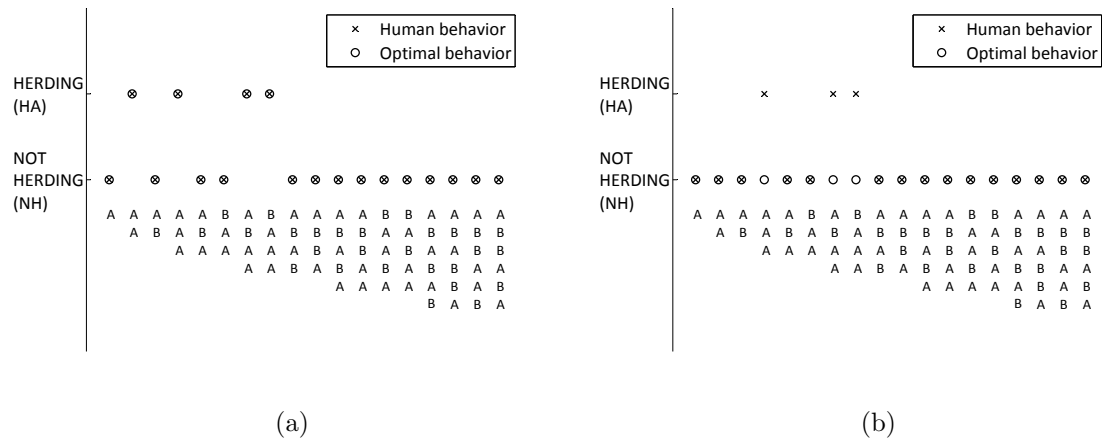 × Human behavior
○ Optimal behavior
HERDING
(HA)
NOT
HERDING
(NH)
A A A A A B A B A A A A B B A A A A
A B B A A B A B B B B A A B B B B
A A A A A A B A B A B A A B B
A A B A B A B A B B A A
A A A A A B A B
B A B A
(a)
× Human behavior
○ Optimal behavior
HERDING
(HA)
NOT
HERDING
(NH)
A A A A A B A B A A A A B B A A A A
A B A B A B A B B B B A A B B B B
A A A A A A B A B A B A A B B
A A B A B A B A B B A A
A A A A A B A B
B A B A
(b)